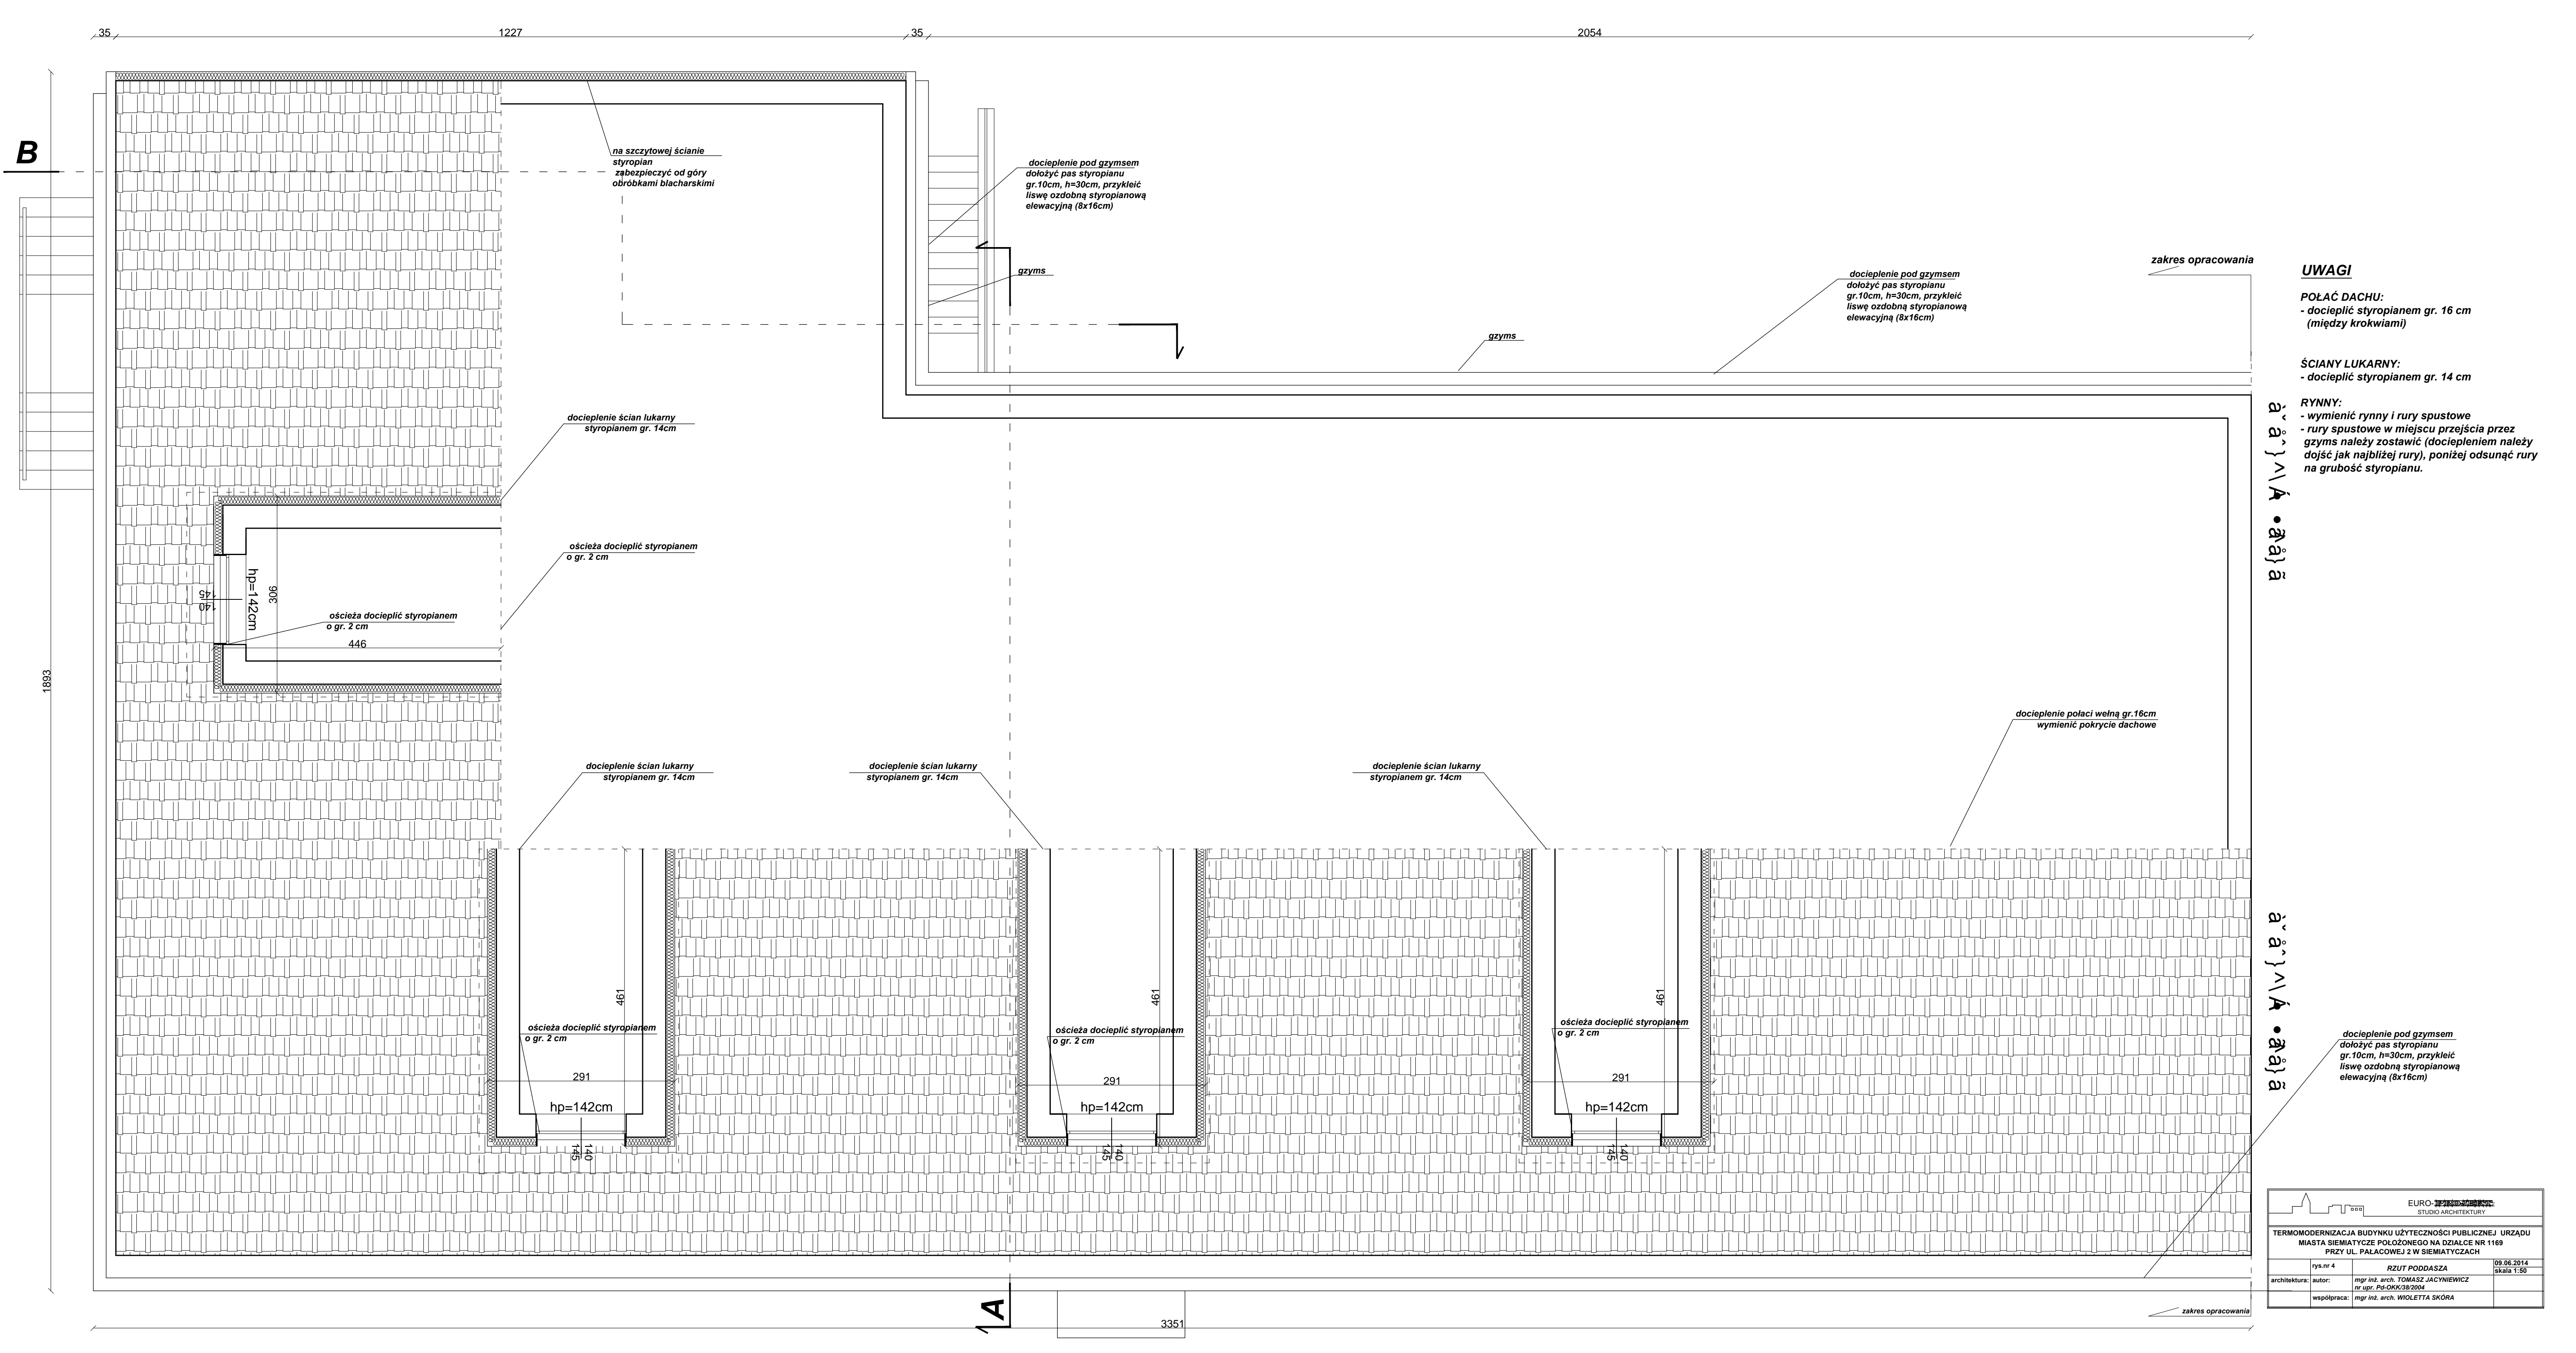 35
1227
35
2054
B
na szczytowej ścianie
styropian
zabezpieczyć od góry
obróbkami blacharskimi
docieplenie pod gzymsem
dołożyć pas styropianu
gr.10cm, h=30cm, przykleić
liswę ozdobną styropianową
elewacyjną (8x16cm)
gzyms
docieplenie pod gzymsem
dołożyć pas styropianu
gr.10cm, h=30cm, przykleić
liswę ozdobną styropianową
elewacyjną (8x16cm)
gzyms
zakres opracowania
UWAGI
POŁAĆ DACHU:
- docieplić styropianem gr. 16 cm
(między krokwiami)
ŚCIANY LUKARNY:
- docieplić styropianem gr. 14 cm
RYNNY:
- wymienić rynny i rury spustowe
- rury spustowe w miejscu przejścia przez
gzyms należy zostawić (dociepleniem należy
dojść jak najbliżej rury), poniżej odsunąć rury
na grubość styropianu.
docieplenie ścian lukarny
styropianem gr. 14cm
ościeża docieplić styropianem
o gr. 2 cm
hp=142cm
306
145
140
ościeża docieplić styropianem
o gr. 2 cm
446
1893
docieplenie połaci wełną gr.16cm
wymienić pokrycie dachowe
docieplenie ścian lukarny
styropianem gr. 14cm
docieplenie ścian lukarny
styropianem gr. 14cm
docieplenie ścian lukarny
styropianem gr. 14cm
461
461
461
ościeża docieplić styropianem
o gr. 2 cm
ościeża docieplić styropianem
o gr. 2 cm
ościeża docieplić styropianem
o gr. 2 cm
291
291
291
hp=142cm
hp=142cm
hp=142cm
145
140
145
140
145
140
docieplenie pod gzymsem
dołożyć pas styropianu
gr.10cm, h=30cm, przykleić
liswę ozdobną styropianową
elewacyjną (8x16cm)
A
3351
zakres opracowania
EURO-
STUDIO ARCHITEKTURY
TERMOMODERNIZACJA BUDYNKU UŻYTECZNOŚCI PUBLICZNEJ URZĄDU
MIASTA SIEMIATYCZE POŁOŻONEGO NA DZIAŁCE NR 1169
PRZY UL. PAŁACOWEJ 2 W SIEMIATYCZACH
rys.nr 4
RZUT PODDASZA
09.06.2014
skala 1:50
architektura:
autor:
mgr inż. arch. TOMASZ JACYNIEWICZ
nr upr. Pd-OKK/38/2004
współpraca:
mgr inż. arch. WIOLETTA SKÓRA